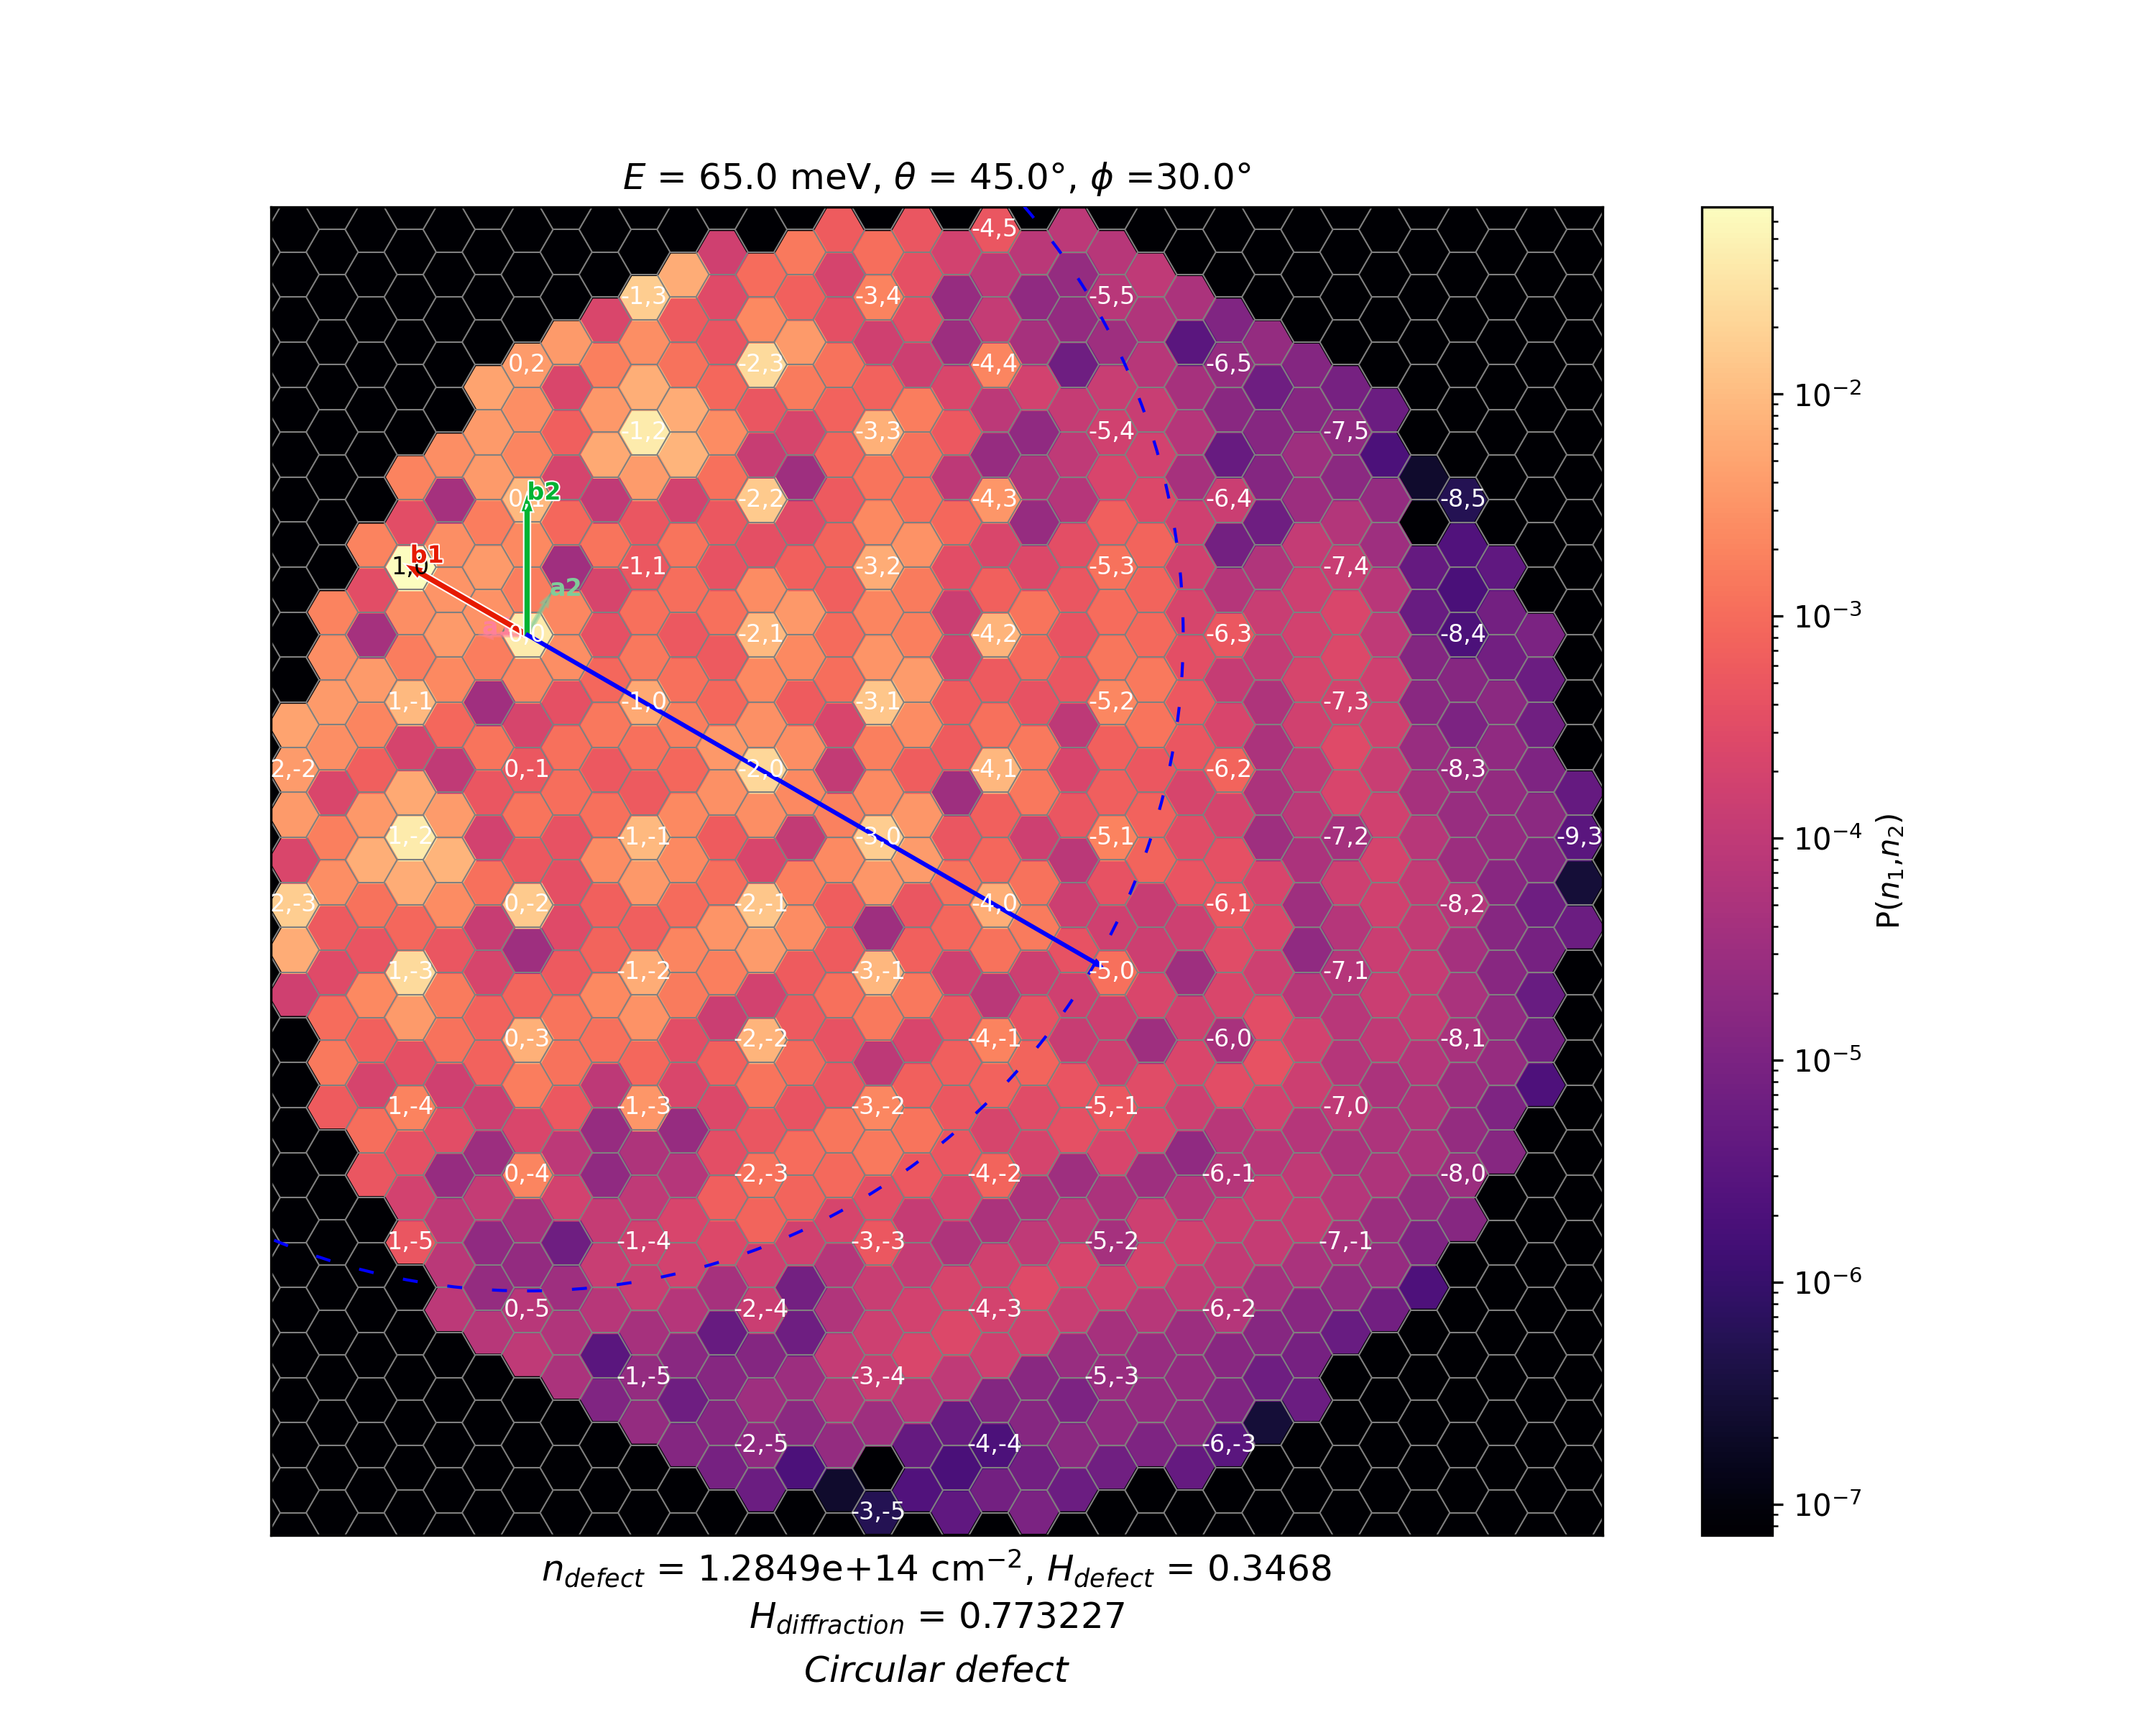 E = 65.0 meV, θ = 45.0°, ϕ =30.0°
-4,5
-1,3 -3,4 -5,5
0,2 -2,3 -4,4 -6,5
-1,2 -3,3 -5,4 -7,5
b2
-2,2 -4,3 -6,4 -8,5
b1
1,0 -1,1 -3,2 -5,3 -7,4
a2
0,0 -2,1 -4,2 -6,3 -8,4
1,-1 -1,0 -3,1 -5,2 -7,3
2,-2 0,-1 -2,0 -4,1 -6,2 -8,3
1,-2 -1,-1 -3,0 -5,1 -7,2 -9,3
2,-3 0,-2 -2,-1 -4,0 -6,1 -8,2
1,-3 -1,-2 -3,-1 -5,0 -7,1
0,-3 -2,-2 -4,-1 -6,0 -8,1
1,-4 -1,-3 -3,-2 -5,-1 -7,0
0,-4 -2,-3 -4,-2 -6,-1 -8,0
1,-5 -1,-4 -3,-3 -5,-2 -7,-1
0,-5 -2,-4 -4,-3 -6,-2
-1,-5 -3,-4 -5,-3
-2,-5 -4,-4 -6,-3
-3,-5
10⁻²
10⁻³
10⁻⁴
10⁻⁵
10⁻⁶
10⁻⁷
P(n₁,n₂)
n_defect = 1.2849e+14 cm⁻², H_defect = 0.3468
H_diffraction = 0.773227
Circular defect